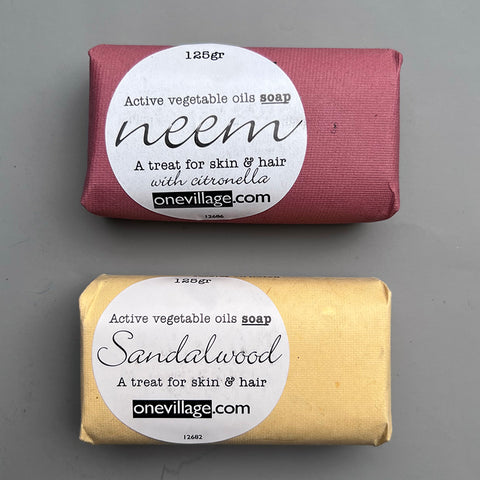 125gr
Active vegetable oils soap
neem
A treat for skin & hair
with citronella
onevillage.com
12686
125gr
Active vegetable oils soap
Sandalwood
A treat for skin & hair
onevillage.com
12682